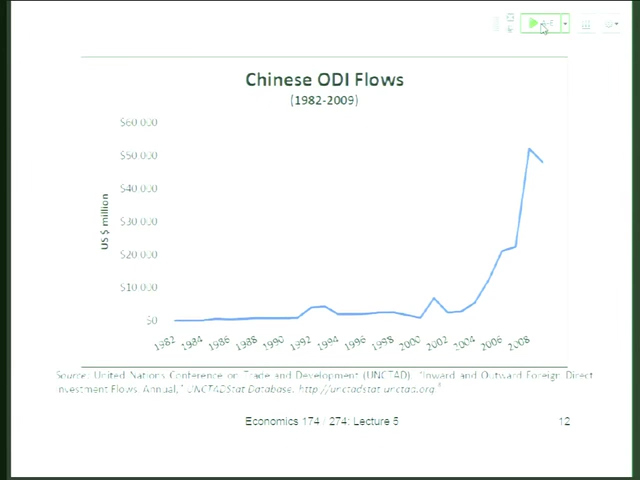 Chinese ODI Flows
(1982-2009)
$60,000
$50,000
$40,000
$30,000
$20,000
$10,000
$0
US $ million
1982 1984 1986 1988 1990 1992 1994 1996 1998 2000 2002 2004 2006 2008
Source: United Nations Conference on Trade and Development (UNCTAD), "Inward and Outward Foreign Direct
Investment Flows, Annual," UNCTADStat Database, http://unctadstat.unctad.org.
Economics 174 / 274: Lecture 5
12